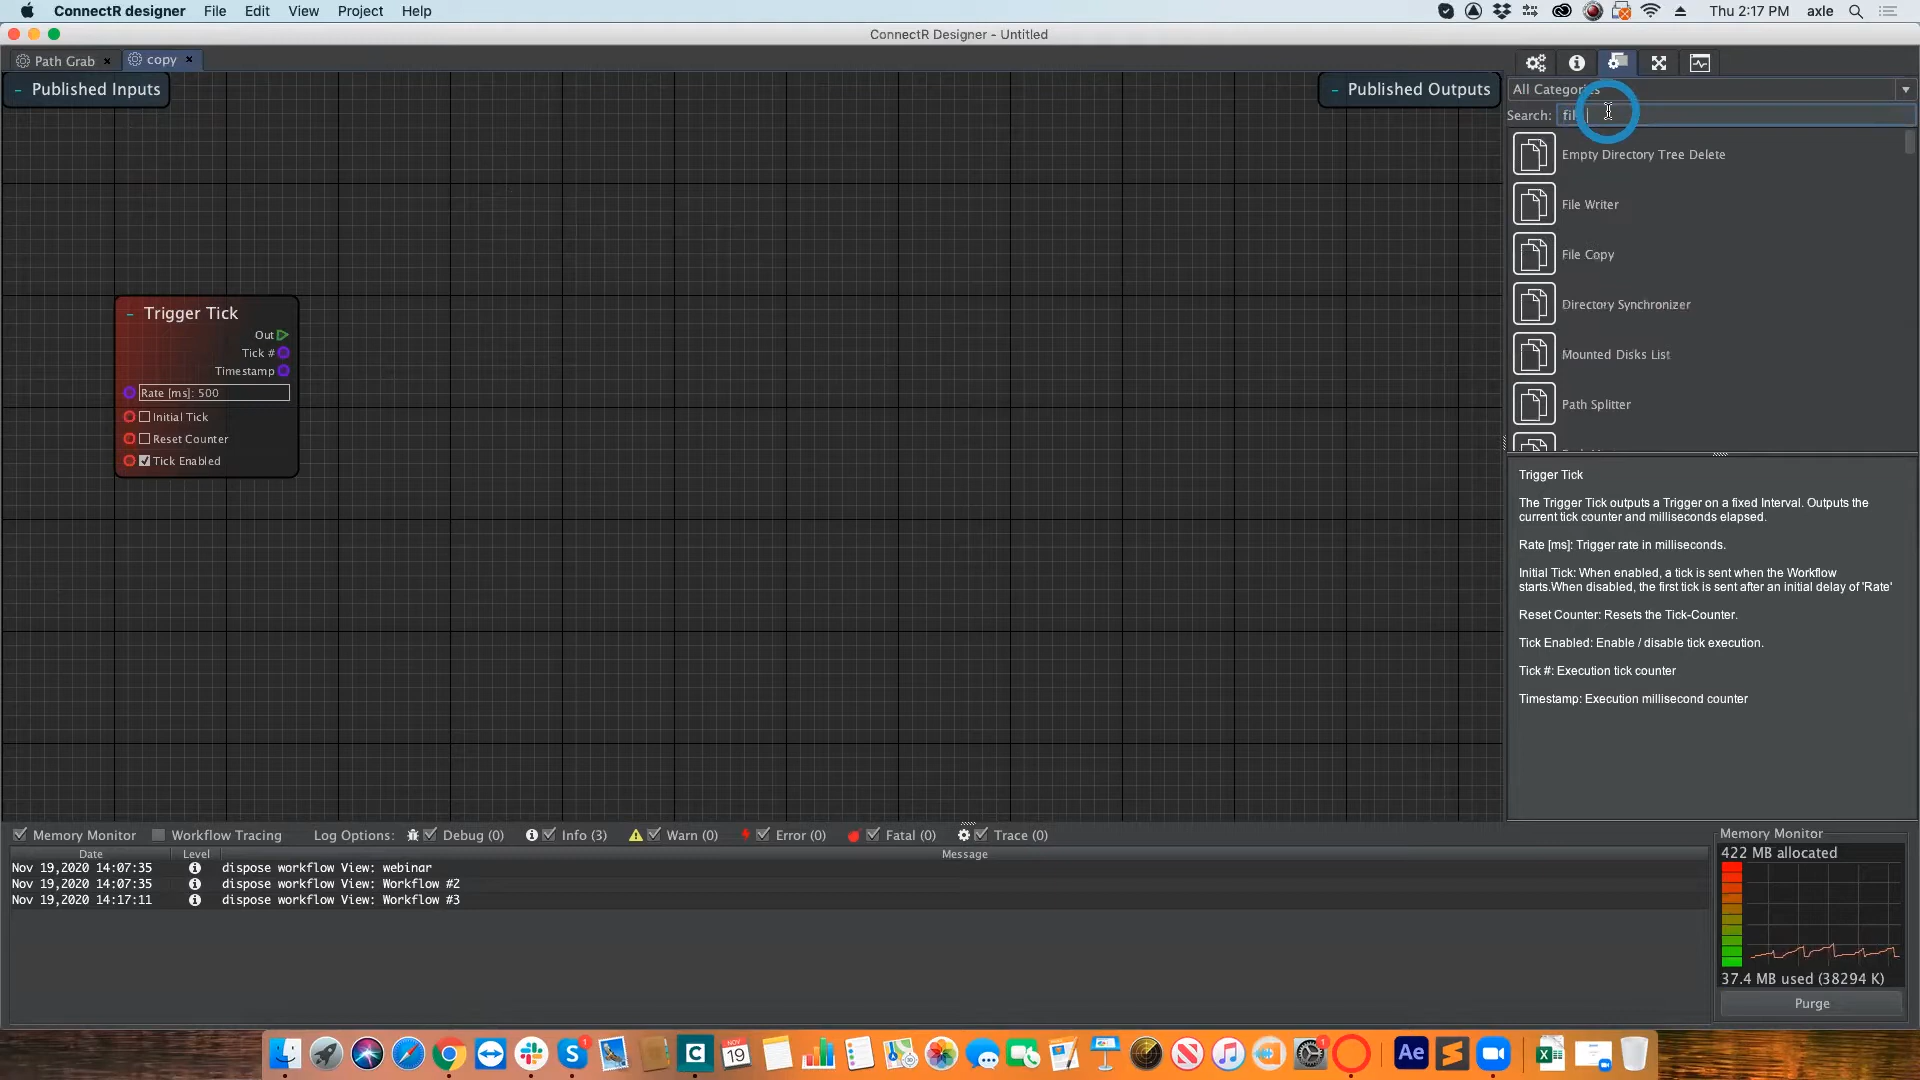 ConnectR designer File Edit View Project Help
Thu 2:17 PM axle
ConnectR Designer - Untitled
Path Grab × copy ×
Published Inputs
Published Outputs
Trigger Tick
Out
Tick #
Timestamp
Rate [ms]: 500
Initial Tick
Reset Counter
Tick Enabled
All Categories
Search: fil
Empty Directory Tree Delete
File Writer
File Copy
Directory Synchronizer
Mounted Disks List
Path Splitter
Trigger Tick
The Trigger Tick outputs a Trigger on a fixed Interval. Outputs the
current tick counter and milliseconds elapsed.
Rate [ms]: Trigger rate in milliseconds.
Initial Tick: When enabled, a tick is sent when the Workflow
starts.When disabled, the first tick is sent after an initial delay of 'Rate'
Reset Counter: Resets the Tick-Counter.
Tick Enabled: Enable / disable tick execution.
Tick #: Execution tick counter
Timestamp: Execution millisecond counter
Memory Monitor Workflow Tracing Log Options: Debug (0) Info (3) Warn (0) Error (0) Fatal (0) Trace (0)
Date Level Message
Nov 19,2020 14:07:35 dispose workflow View: webinar
Nov 19,2020 14:07:35 dispose workflow View: Workflow #2
Nov 19,2020 14:17:11 dispose workflow View: Workflow #3
Memory Monitor
422 MB allocated
37.4 MB used (38294 K)
Purge
C
NOV
19
Ae